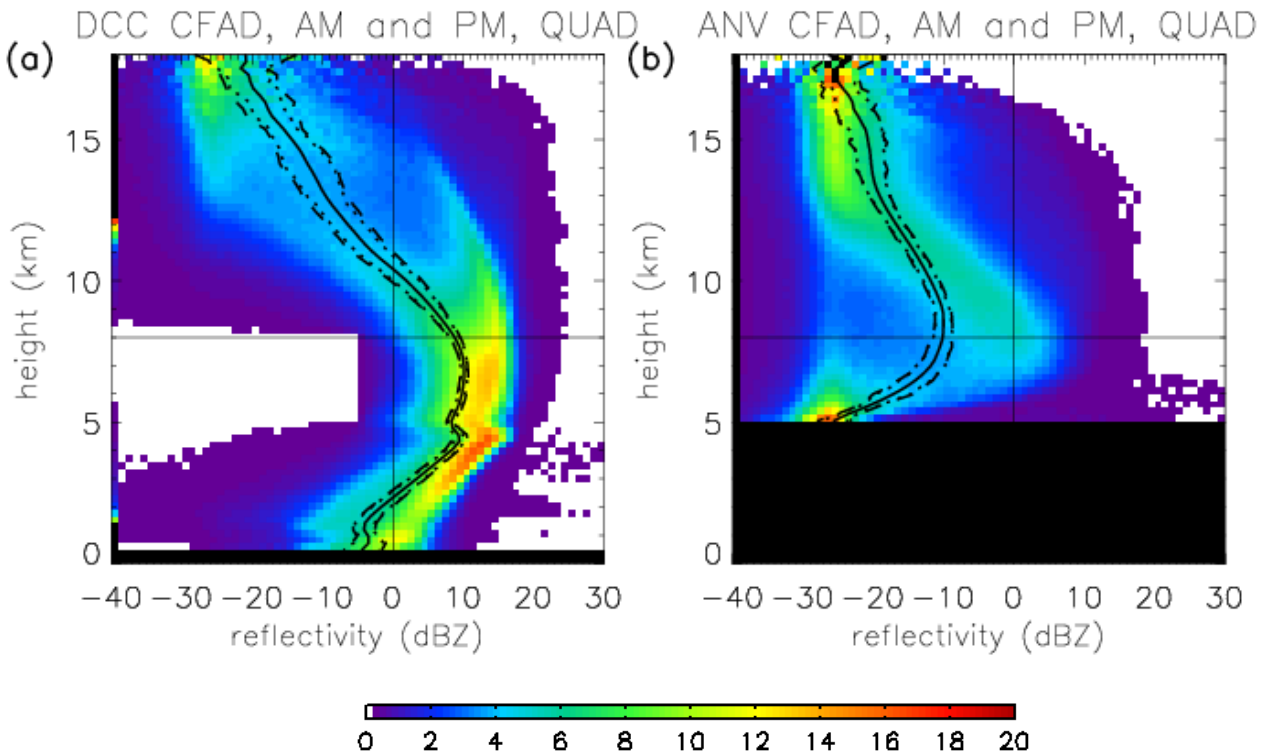 DCC CFAD, AM and PM, QUAD
ANV CFAD, AM and PM, QUAD
(a)
(b)
height (km)
15
10
5
0
-40 -30 -20 -10 0 10 20 30
reflectivity (dBZ)
height (km)
15
10
5
0
-40 -30 -20 -10 0 10 20 30
reflectivity (dBZ)
0 2 4 6 8 10 12 14 16 18 20